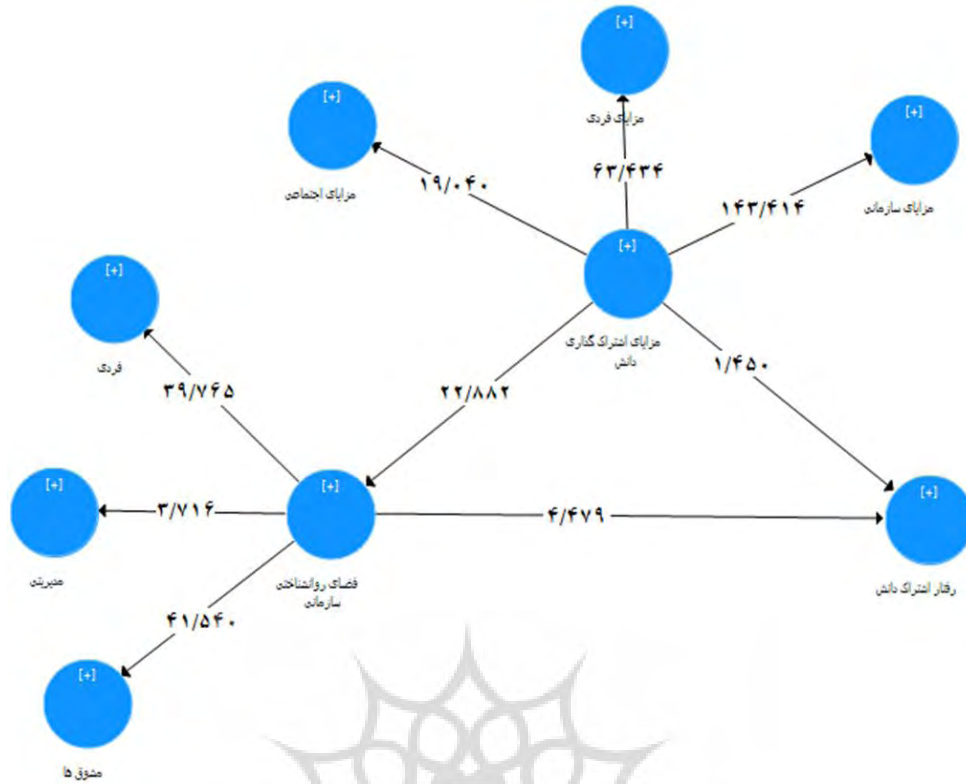 [+]
مزایای فردی
[+]
مزایای اجتماعی
[+]
مزایای سازمانی
۶۳/۴۳۴
۱۹/۰۴۰
۱۴۳/۴۱۴
[+]
مزایای اشتراک گذاری
دانش
[+]
فردی
۱/۴۵۰
۲۲/۸۸۲
۳۹/۷۶۵
[+]
مدیریتی
۳/۷۱۶
[+]
فضای روانشناختی
سازمانی
۴/۴۷۹
[+]
رفتار اشتراک دانش
۴۱/۵۴۰
[+]
مشوق ها